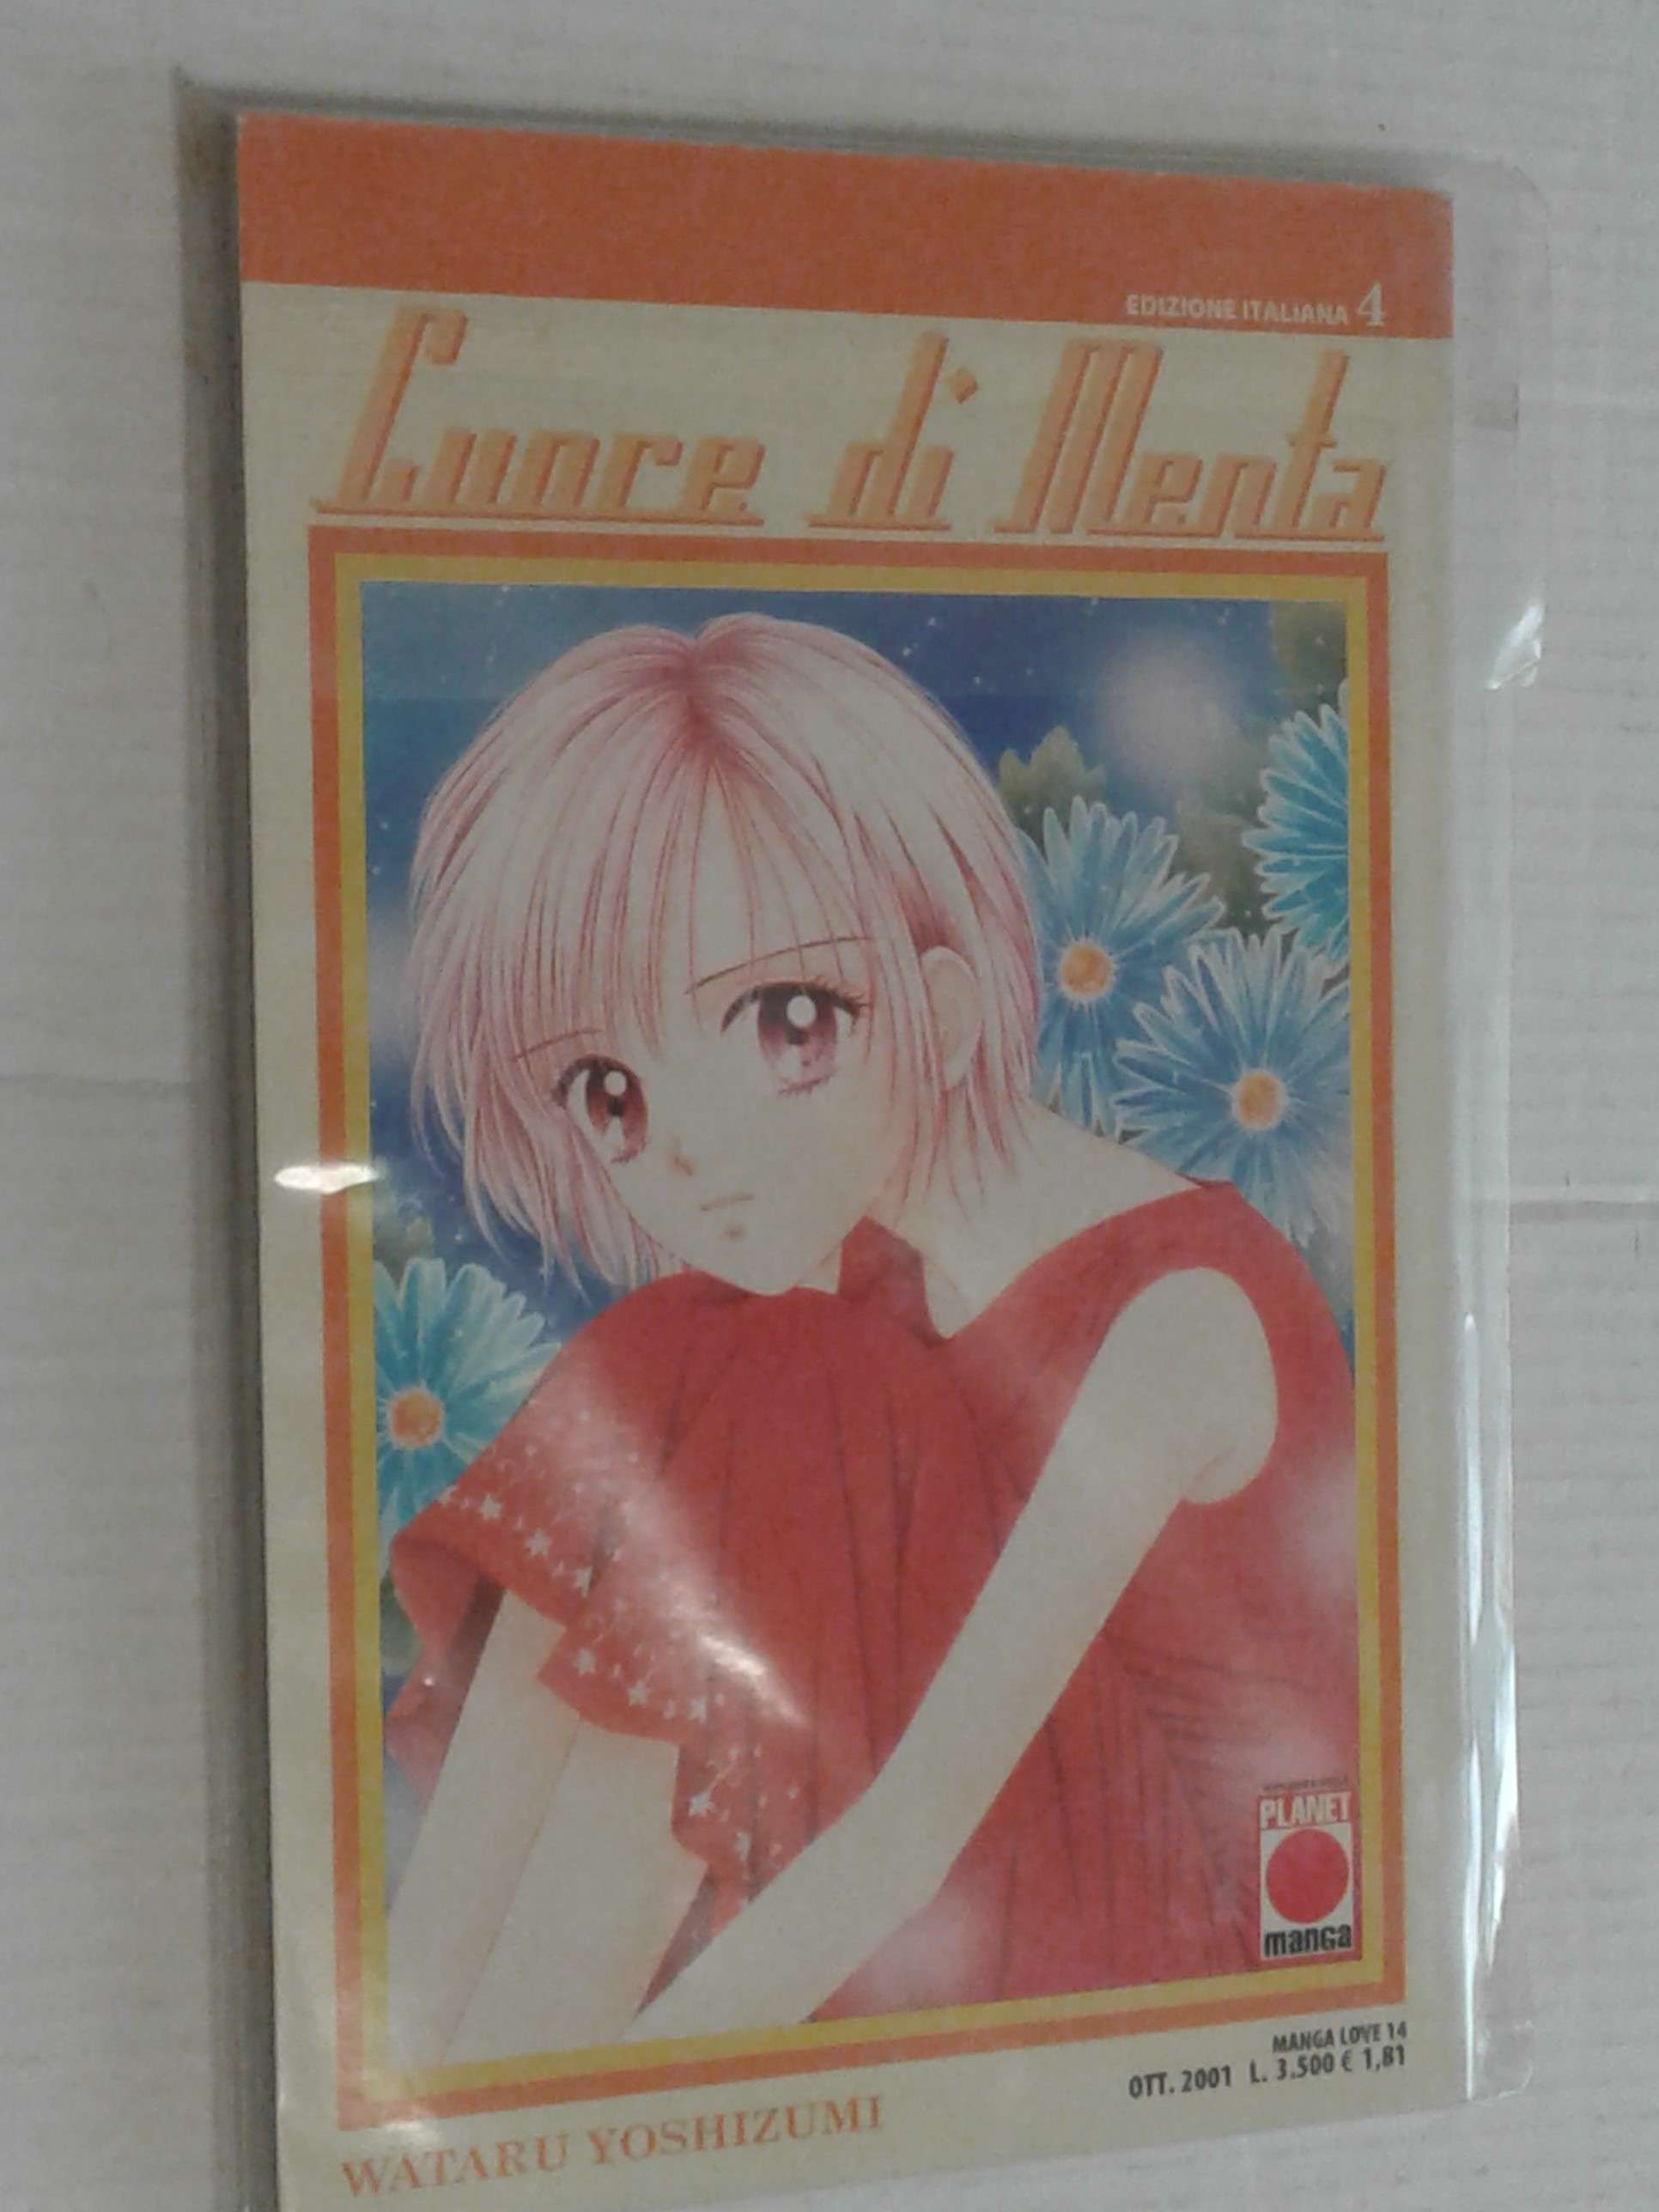 EDIZIONE ITALIANA 4
Cuore di Menta
PLANET
manga
MANGA LOVE 14
OTT. 2001 L. 3.500 € 1,81
WATARU YOSHIZUMI